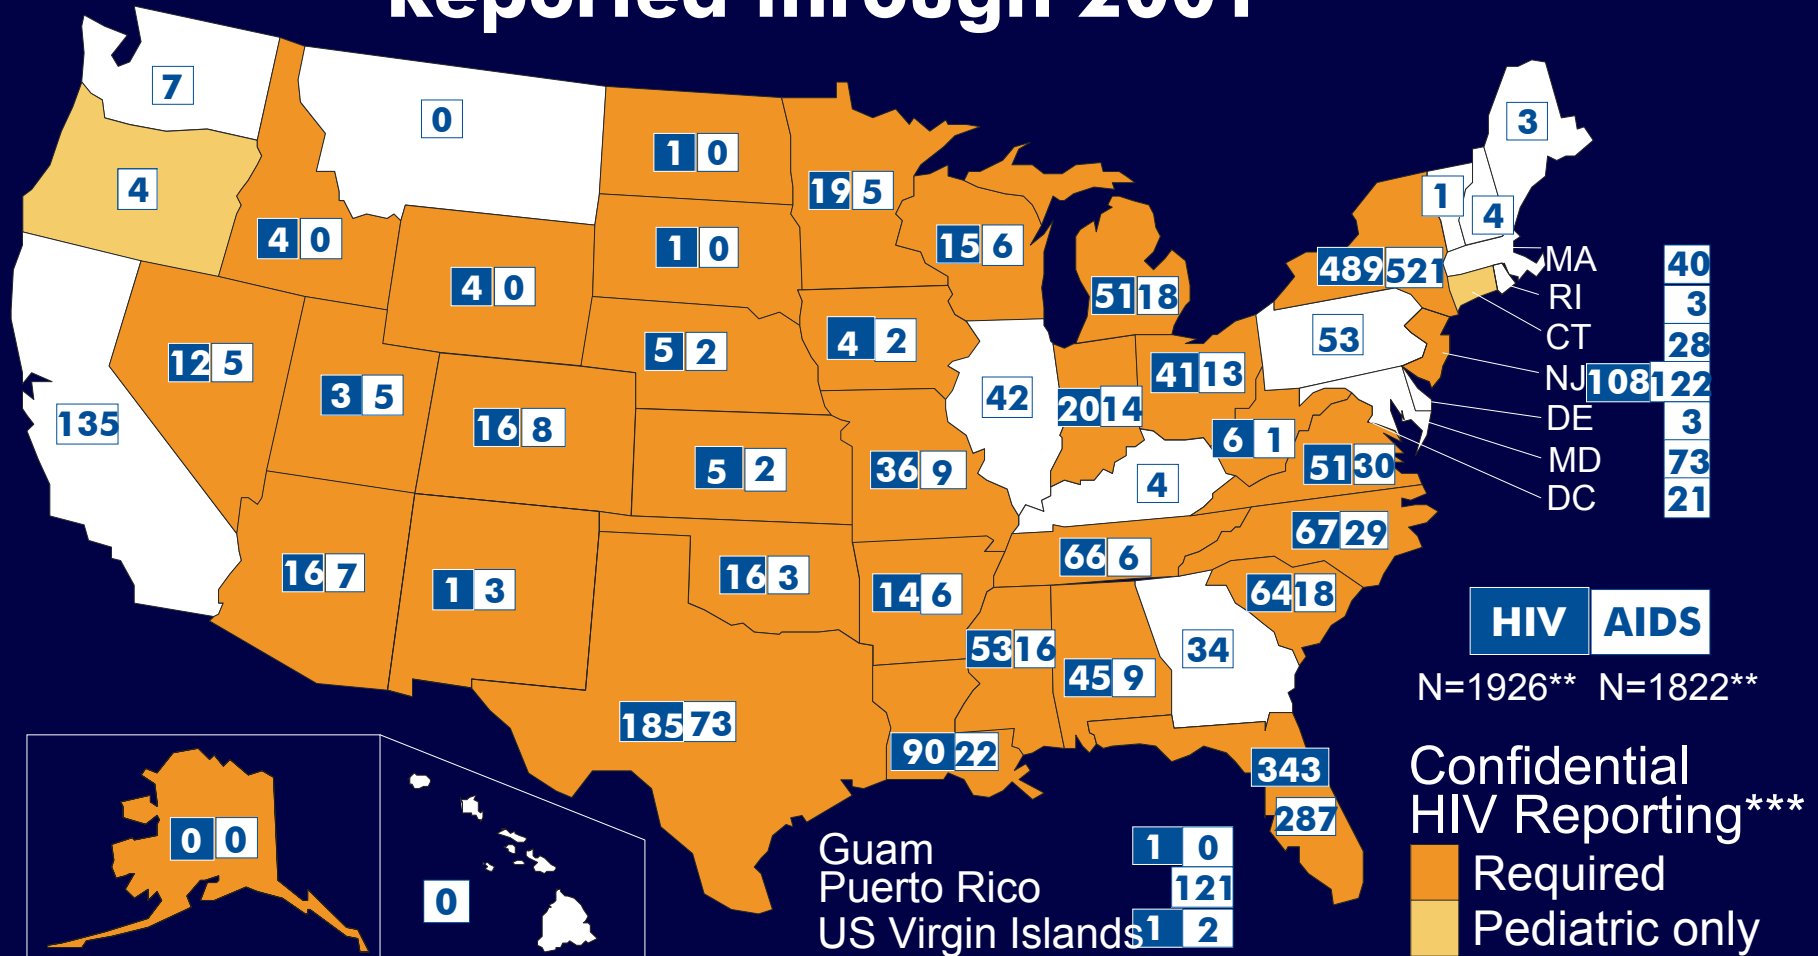 Reported through 2001
7
0
3
1 0
4
19 5
1
4
4 0
1 0
15 6
489 521
MA 40
4 0
51 18
RI 3
12 5
5 2
4 2
53
CT 28
3 5
41 13
NJ 108 122
135
16 8
42
20 14
DE 3
6 1
5 2
36 9
4
51 30
MD 73
DC 21
67 29
16 7
1 3
16 3
14 6
66 6
64 18
HIV AIDS
53 16
34
45 9
N=1926** N=1822**
185 73
90 22
343
287
Confidential
HIV Reporting***
0 0
0
Guam 1 0
Puerto Rico 121
US Virgin Islands 1 2
Required
Pediatric only